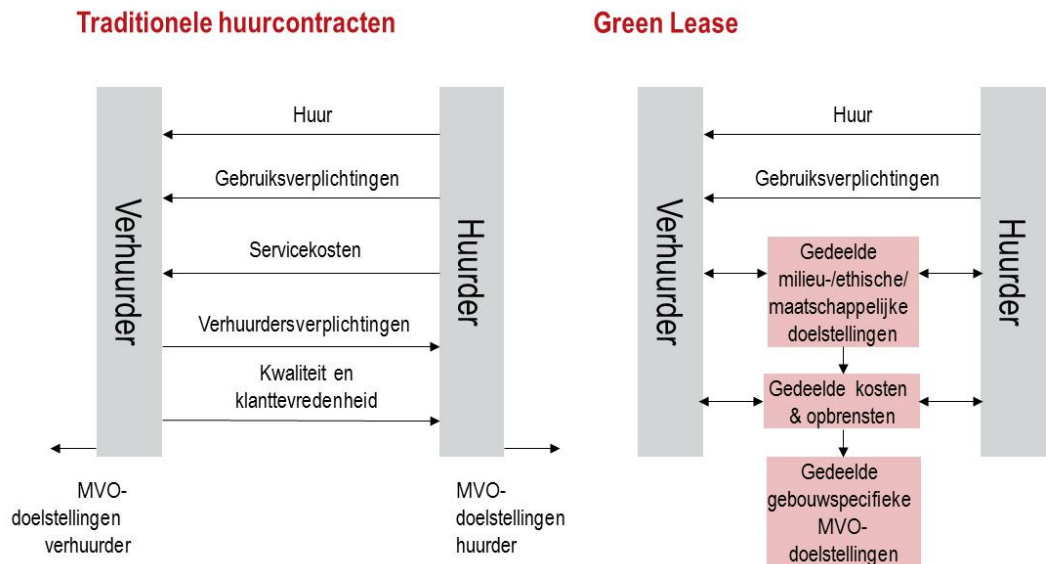 Traditionele huurcontracten
Verhuurder
Huur
Gebruiksverplichtingen
Servicekosten
Verhuurdersverplichtingen
Kwaliteit en
klanttevredenheid
Huurder
MVO-
doelstellingen
verhuurder
MVO-
doelstellingen
huurder
Green Lease
Verhuurder
Huur
Gebruiksverplichtingen
Gedeelde
milieu-/ethische/
maatschappelijke
doelstellingen
Gedeelde kosten
& opbrensten
Gedeelde
gebouwspecifieke
MVO-
doelstellingen
Huurder